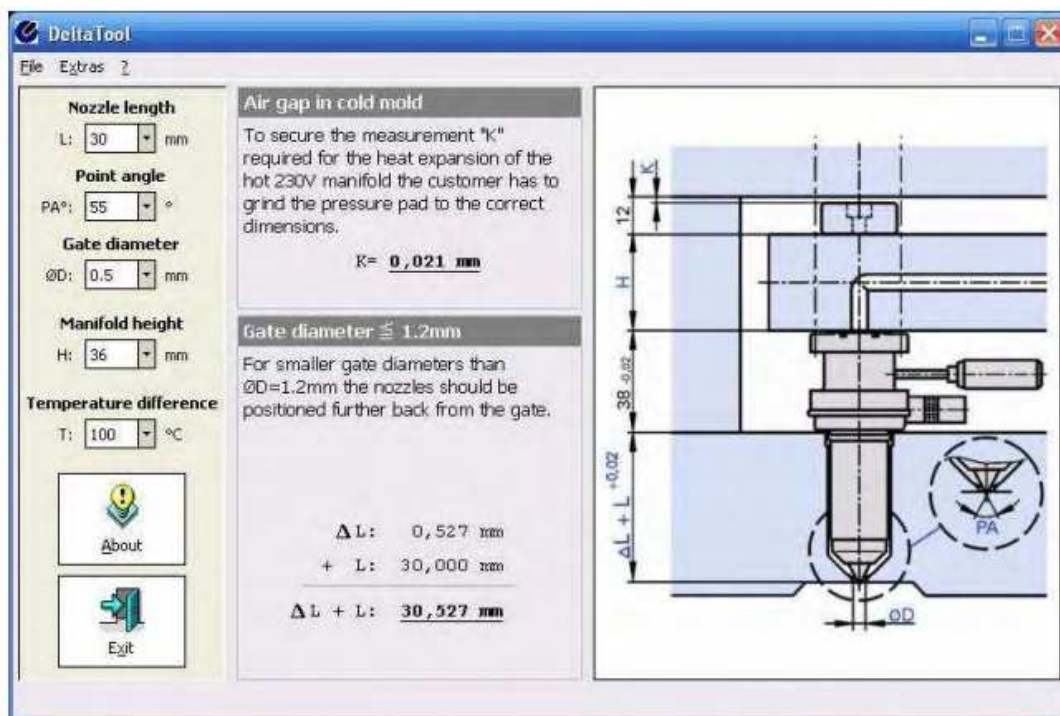 DeltaTool
File Extras ?
Nozzle length
L: 30 mm
Point angle
PA°: 55 °
Gate diameter
ØD: 0.5 mm
Manifold height
H: 36 mm
Temperature difference
T: 100 °C
About
Exit
Air gap in cold mold
To secure the measurement "K"
required for the heat expansion of the
hot 230V manifold the customer has to
grind the pressure pad to the correct
dimensions.
K= 0,021 mm
Gate diameter ≦ 1.2mm
For smaller gate diameters than
ØD=1.2mm the nozzles should be
positioned further back from the gate.
Δ L: 0,527 mm
+ L: 30,000 mm
Δ L + L: 30,527 mm
K
12
H
38 -0,02
ΔL + L +0,02
PA
ØD